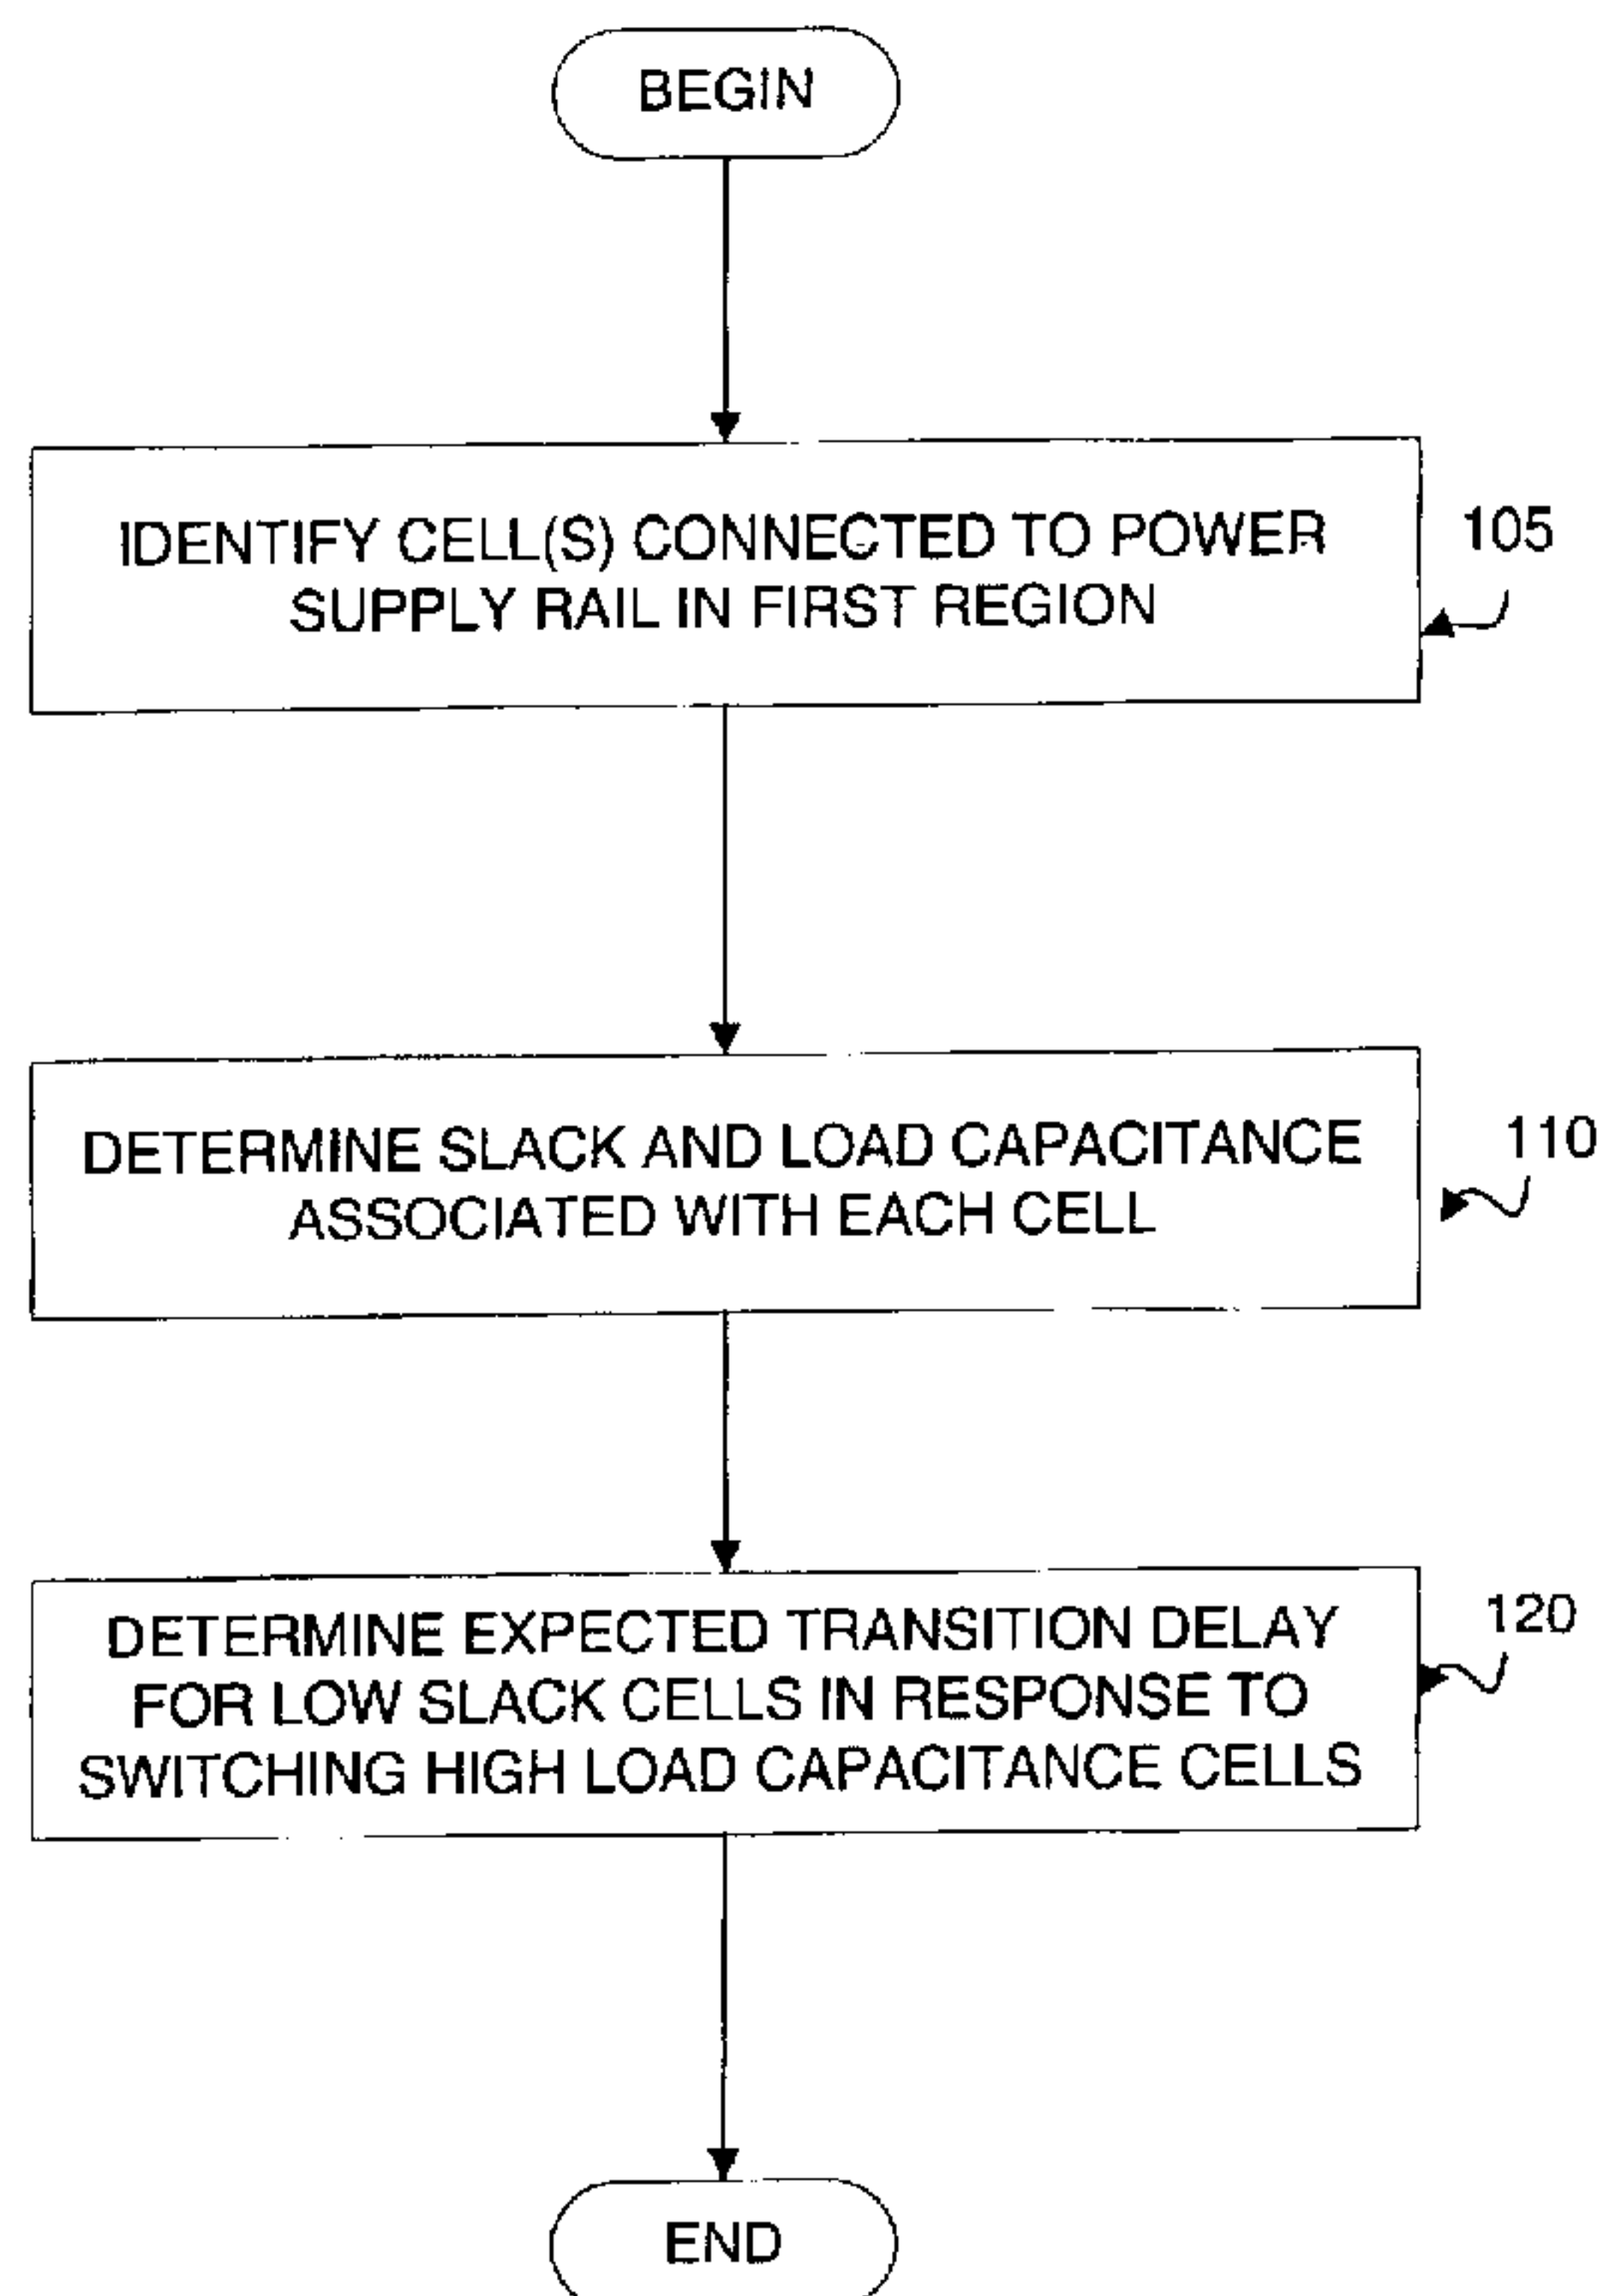 BEGIN
IDENTIFY CELL(S) CONNECTED TO POWER
SUPPLY RAIL IN FIRST REGION
105
DETERMINE SLACK AND LOAD CAPACITANCE
ASSOCIATED WITH EACH CELL
110
DETERMINE EXPECTED TRANSITION DELAY
FOR LOW SLACK CELLS IN RESPONSE TO
SWITCHING HIGH LOAD CAPACITANCE CELLS
120
END